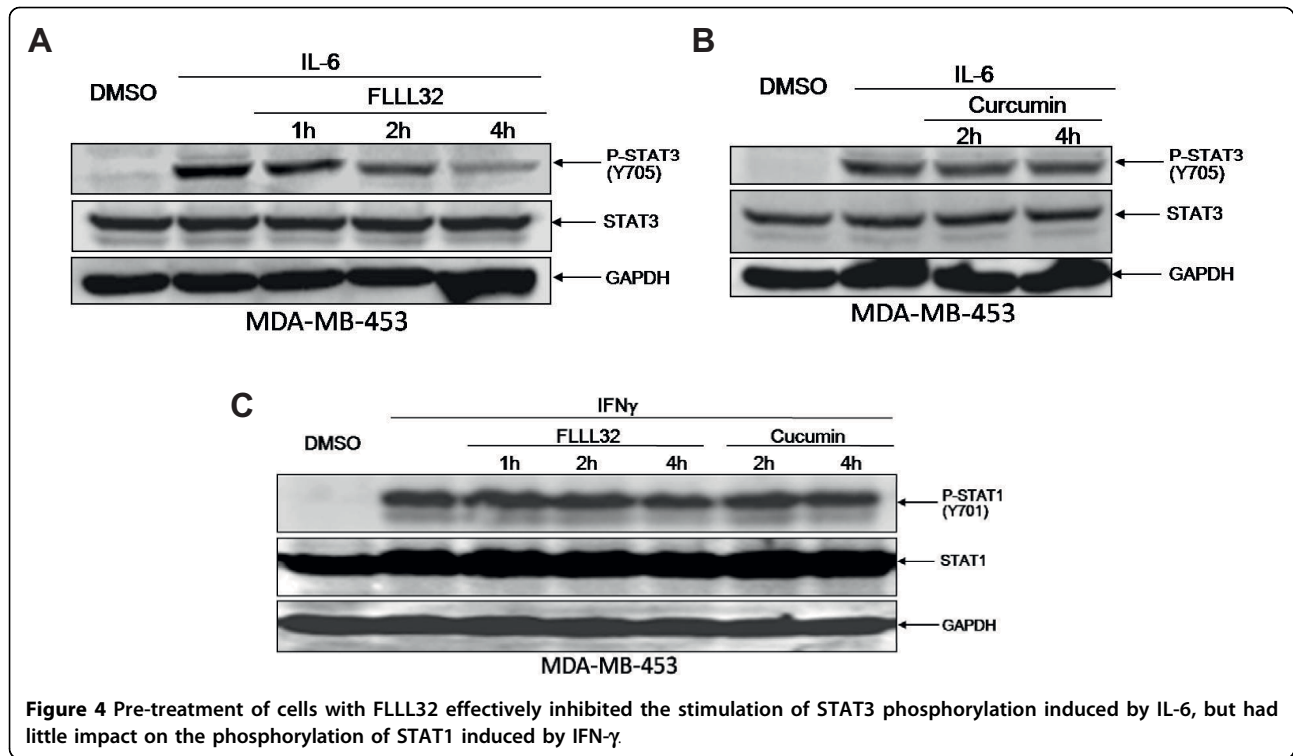 A
IL-6
DMSO
FLLL32
1h 2h 4h
P-STAT3
(Y705)
STAT3
GAPDH
MDA-MB-453
B
IL-6
DMSO
Curcumin
2h 4h
P-STAT3
(Y705)
STAT3
GAPDH
MDA-MB-453
C
IFNγ
DMSO
FLLL32 Cucumin
1h 2h 4h 2h 4h
P-STAT1
(Y701)
STAT1
GAPDH
MDA-MB-453
Figure 4 Pre-treatment of cells with FLLL32 effectively inhibited the stimulation of STAT3 phosphorylation induced by IL-6, but had
little impact on the phosphorylation of STAT1 induced by IFN-γ.